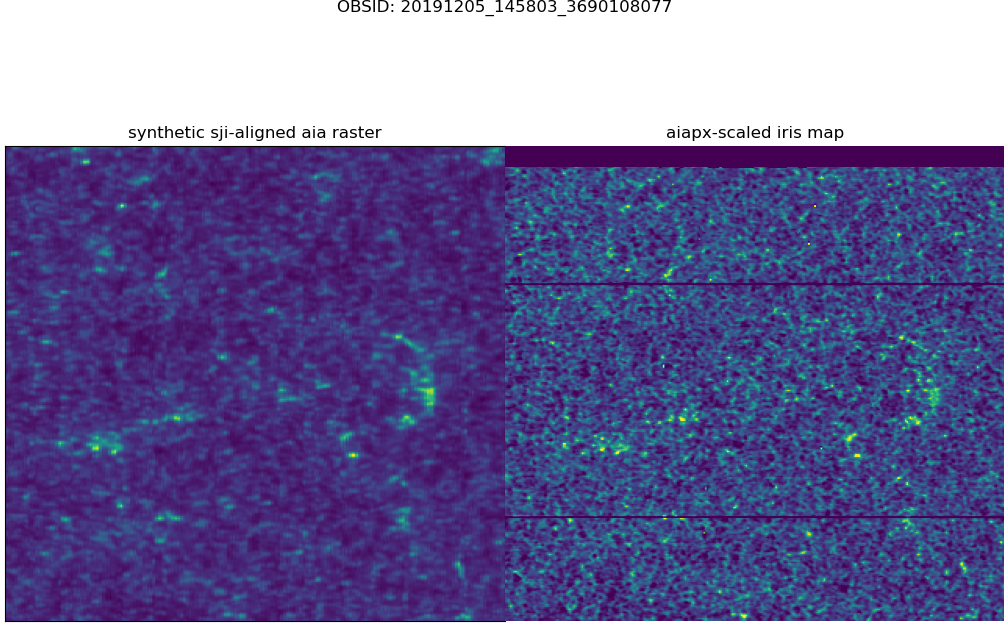 OBSID: 20191205_145803_3690108077
synthetic sji-aligned aia raster
aiapx-scaled iris map